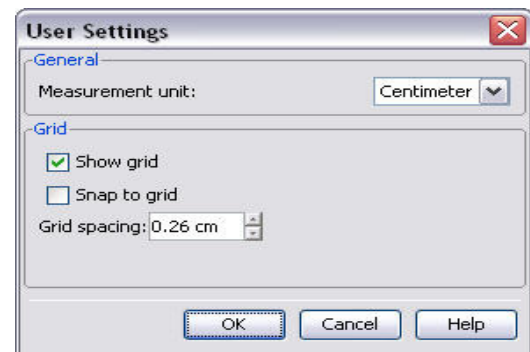 User Settings
General
Measurement unit: Centimeter
Grid
Show grid
Snap to grid
Grid spacing: 0.26 cm
OK Cancel Help